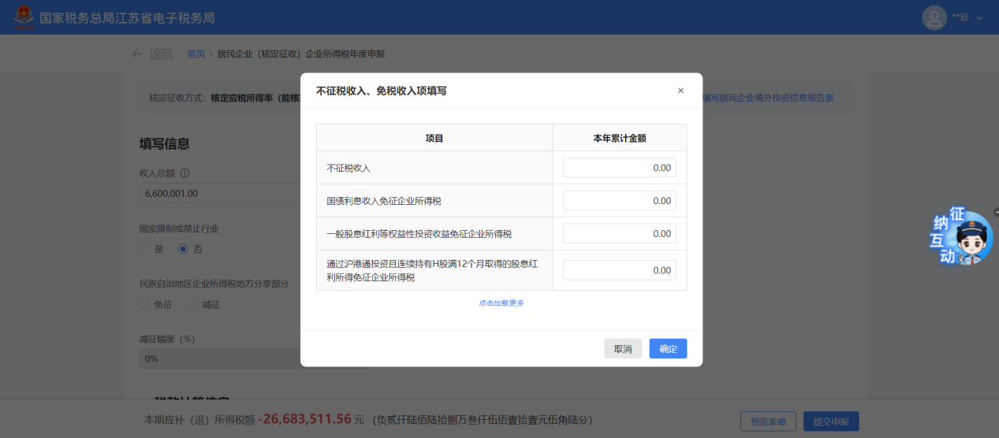 国家税务总局江苏省电子税务局
**珍
返回 首页 > 居民企业（核定征收）企业所得税年度申报
核定征收方式：核定应税所得率（能核
填写居民企业境外投资信息报告表
填写信息
收入总额
6,600,001.00
国家限制或禁止行业
是 否
民族自治地区企业所得税地方分享部分
免征 减征
减征幅度（%）
0%
不征税收入、免税收入项填写
项目 本年累计金额
不征税收入 0.00
国债利息收入免征企业所得税 0.00
一般股息红利等权益性投资收益免征企业所得税 0.00
通过沪港通投资且连续持有H股满12个月取得的股息红
利所得免征企业所得税 0.00
点击加载更多
取消 确定
征纳互动
本期应补（退）所得税额 -26,683,511.56 元 （负贰仟陆佰陆拾捌万叁仟伍佰壹拾壹元伍角陆分）
预览表单 提交申报